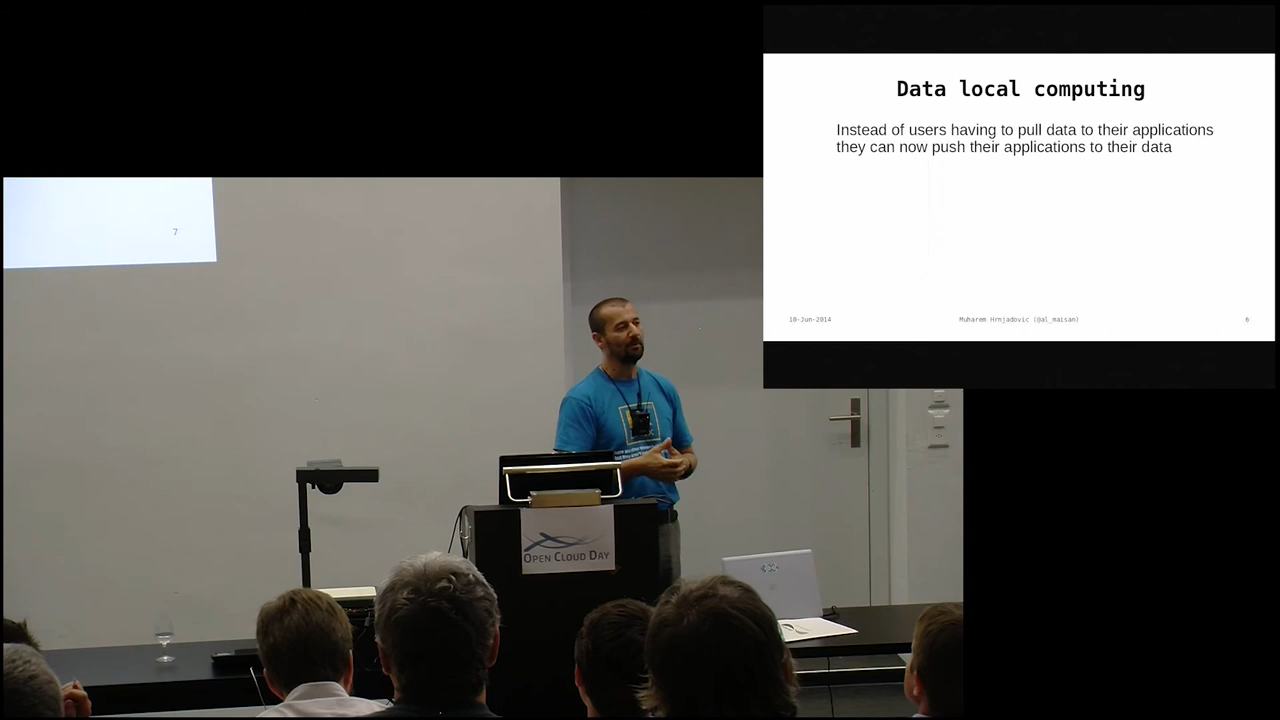 Data local computing
Instead of users having to pull data to their applications
they can now push their applications to their data
10-Jun-2014
Muharem Hrnjadovic (@al_maisan)
6
7
OPEN CLOUD DAY